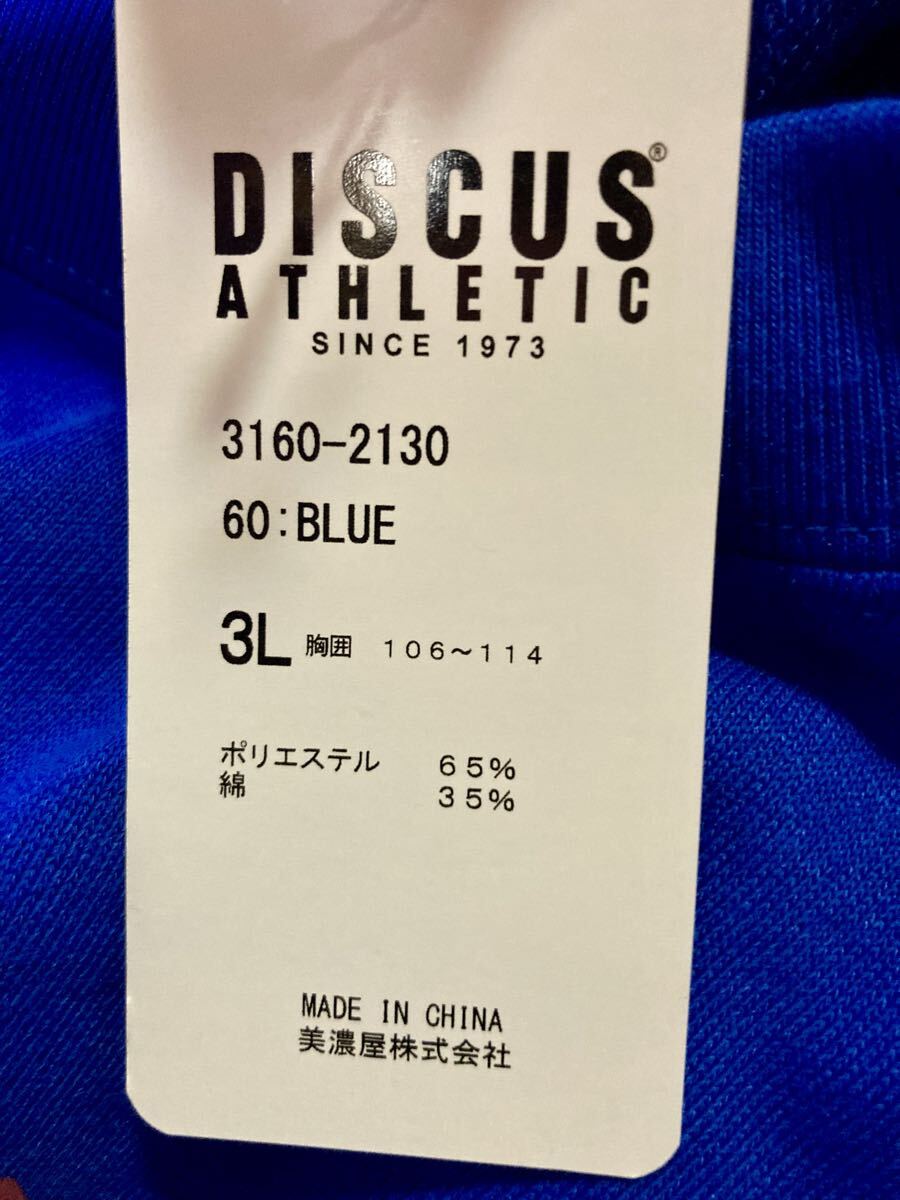 DISCUS®
ATHLETIC
SINCE 1973
3160-2130
60:BLUE
3L 胸囲 106～114
ポリエステル 65%
綿 35%
MADE IN CHINA
美濃屋株式会社